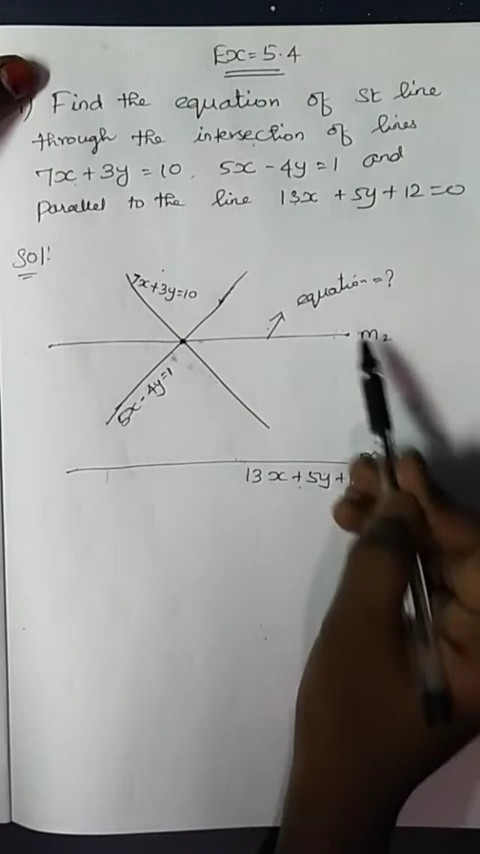 Ex = 5.4
1) Find the equation of St line
through the intersection of lines
7x + 3y = 10, 5x - 4y = 1 and
Parallel to the line 13x + 5y + 12 = 0
Sol:
7x + 3y = 10
equation = ?
m2
5x - 4y = 1
13x + 5y +